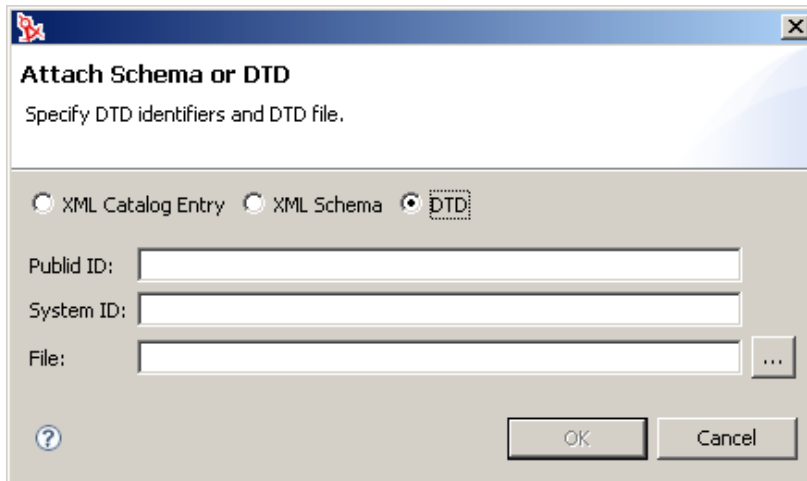 Attach Schema or DTD
Specify DTD identifiers and DTD file.
XML Catalog Entry XML Schema DTD
Publid ID:
System ID:
File:
...
? OK Cancel